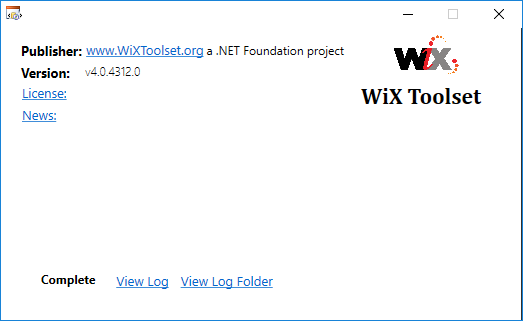 Publisher: www.WiXToolset.org a .NET Foundation project
Version: v4.0.4312.0
License:
News:
WiX
WiX Toolset
Complete View Log View Log Folder